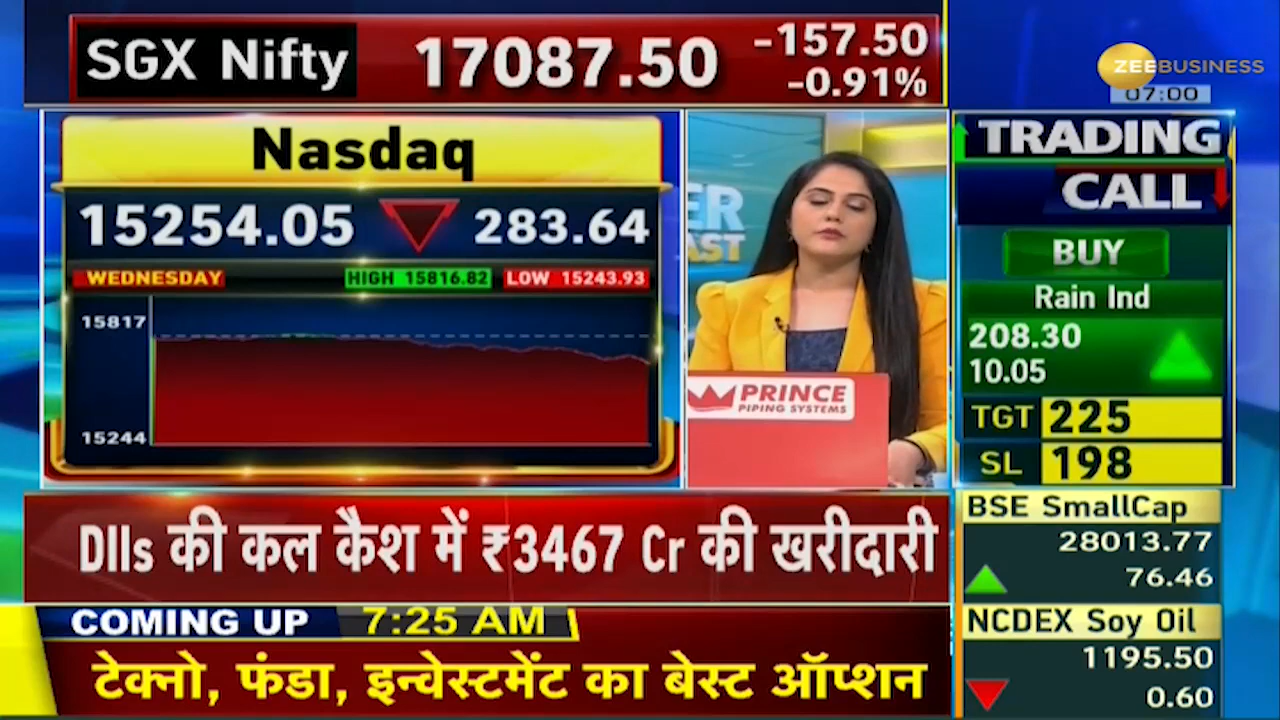 SGX Nifty 17087.50 -157.50
-0.91%
ZEEBUSINESS
07:00
Nasdaq
15254.05 283.64
WEDNESDAY HIGH 15816.82 LOW 15243.93
15817
15244
PRINCE
PIPING SYSTEMS
TRADING
CALL
BUY
Rain Ind
208.30
10.05
TGT 225
SL 198
DIIs की कल कैश में ₹3467 Cr की खरीदारी
COMING UP 7:25 AM
टेक्नो, फंडा, इन्वेस्टमेंट का बेस्ट ऑप्शन
BSE SmallCap
28013.77
76.46
NCDEX Soy Oil
1195.50
0.60